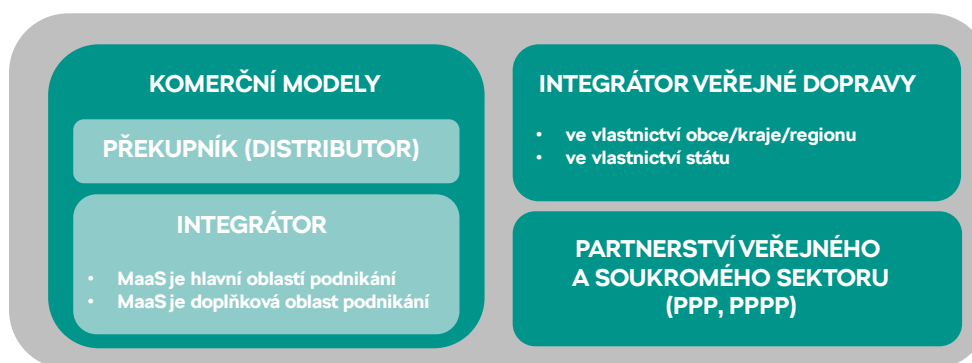 KOMERČNÍ MODELY
PŘEKUPNÍK (DISTRIBUTOR)
INTEGRÁTOR
• MaaS je hlavní oblastí podnikání
• MaaS je doplňková oblast podnikání
INTEGRÁTOR VEŘEJNÉ DOPRAVY
• ve vlastnictví obce/kraje/regionu
• ve vlastnictví státu
PARTNERSTVÍ VEŘEJNÉHO
A SOUKROMÉHO SEKTORU
(PPP, PPPP)